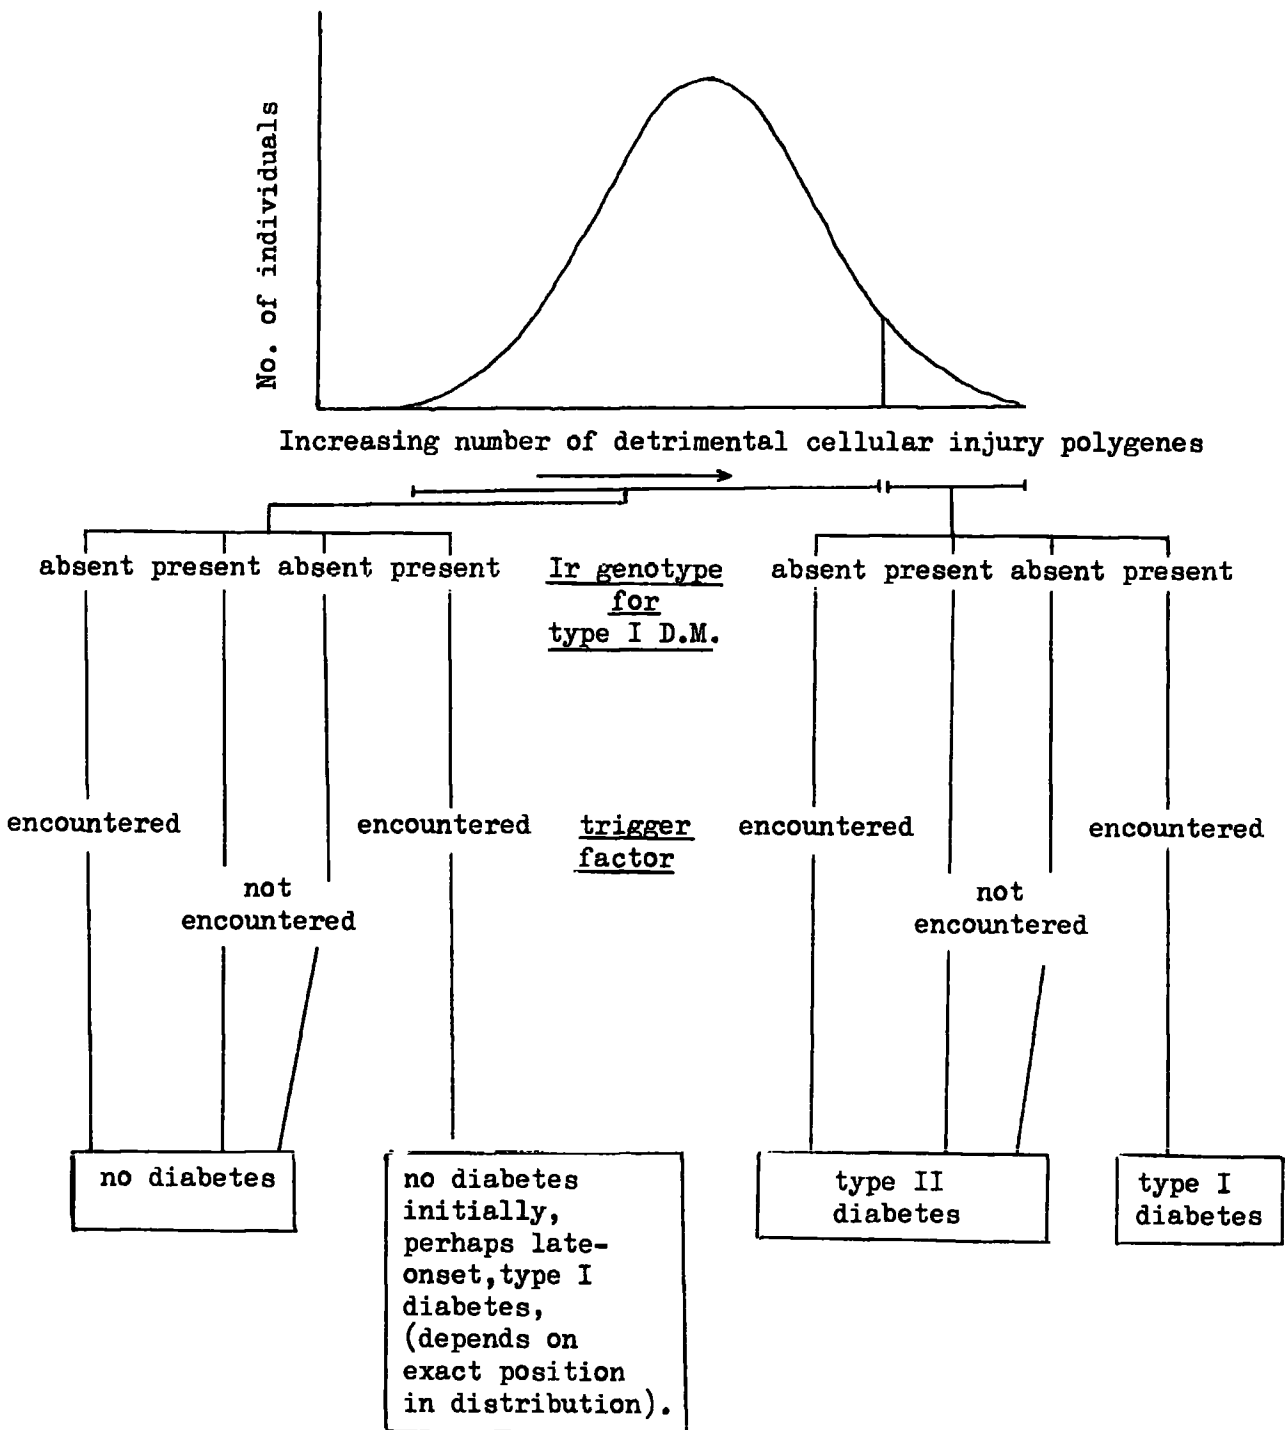 No. of individuals
Increasing number of detrimental cellular injury polygenes
absent present absent present
Ir genotype
for
type I D.M.
absent present absent present
encountered
encountered
trigger
factor
encountered
encountered
not
encountered
not
encountered
no diabetes
no diabetes
initially,
perhaps late-
onset,type I
diabetes,
(depends on
exact position
in distribution).
type II
diabetes
type I
diabetes